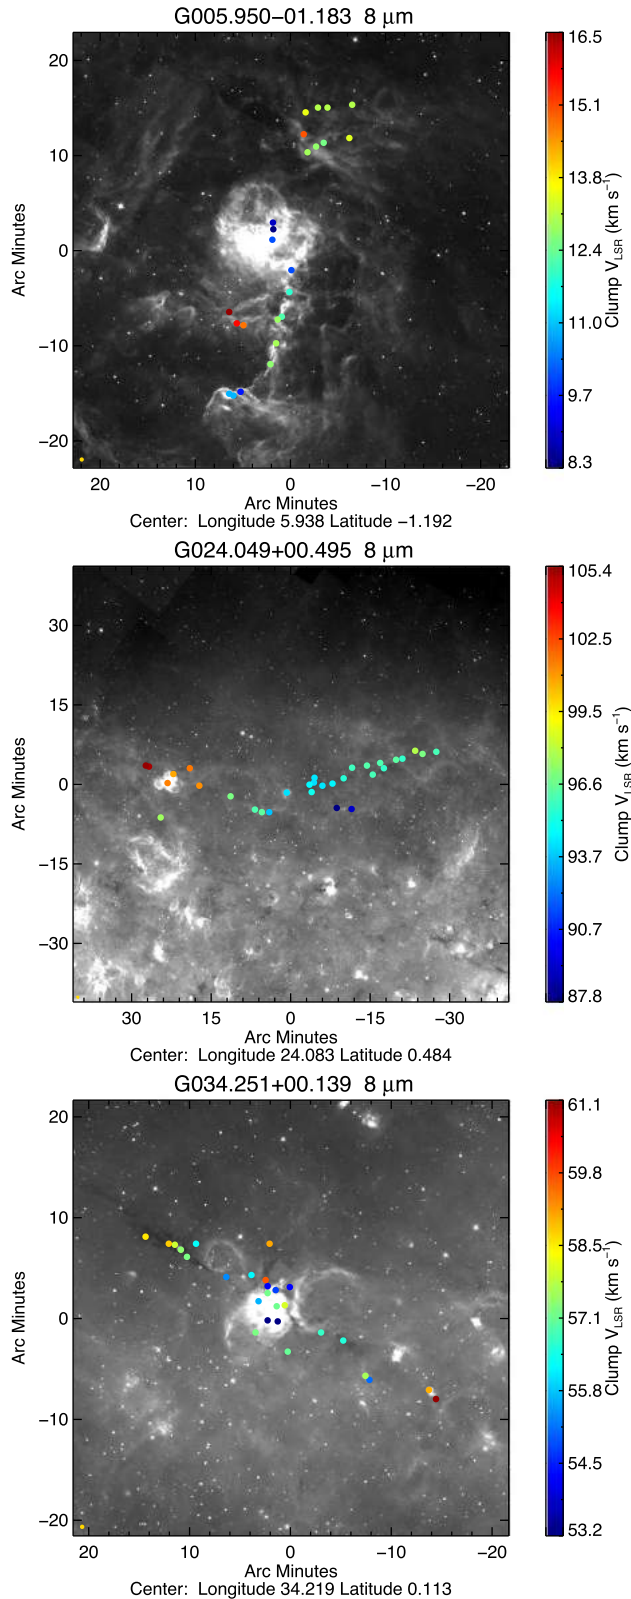 G005.950−01.183  8 μm
20
10
0
−10
−20
Arc Minutes
20 10 0 −10 −20
Arc Minutes
Center:  Longitude 5.938 Latitude −1.192
16.5
15.1
13.8
12.4
11.0
9.7
8.3
Clump VLSR (km s−1)
G024.049+00.495  8 μm
30
15
0
−15
−30
Arc Minutes
30 15 0 −15 −30
Arc Minutes
Center:  Longitude 24.083 Latitude 0.484
105.4
102.5
99.5
96.6
93.7
90.7
87.8
Clump VLSR (km s−1)
G034.251+00.139  8 μm
20
10
0
−10
−20
Arc Minutes
20 10 0 −10 −20
Arc Minutes
Center:  Longitude 34.219 Latitude 0.113
61.1
59.8
58.5
57.1
55.8
54.5
53.2
Clump VLSR (km s−1)